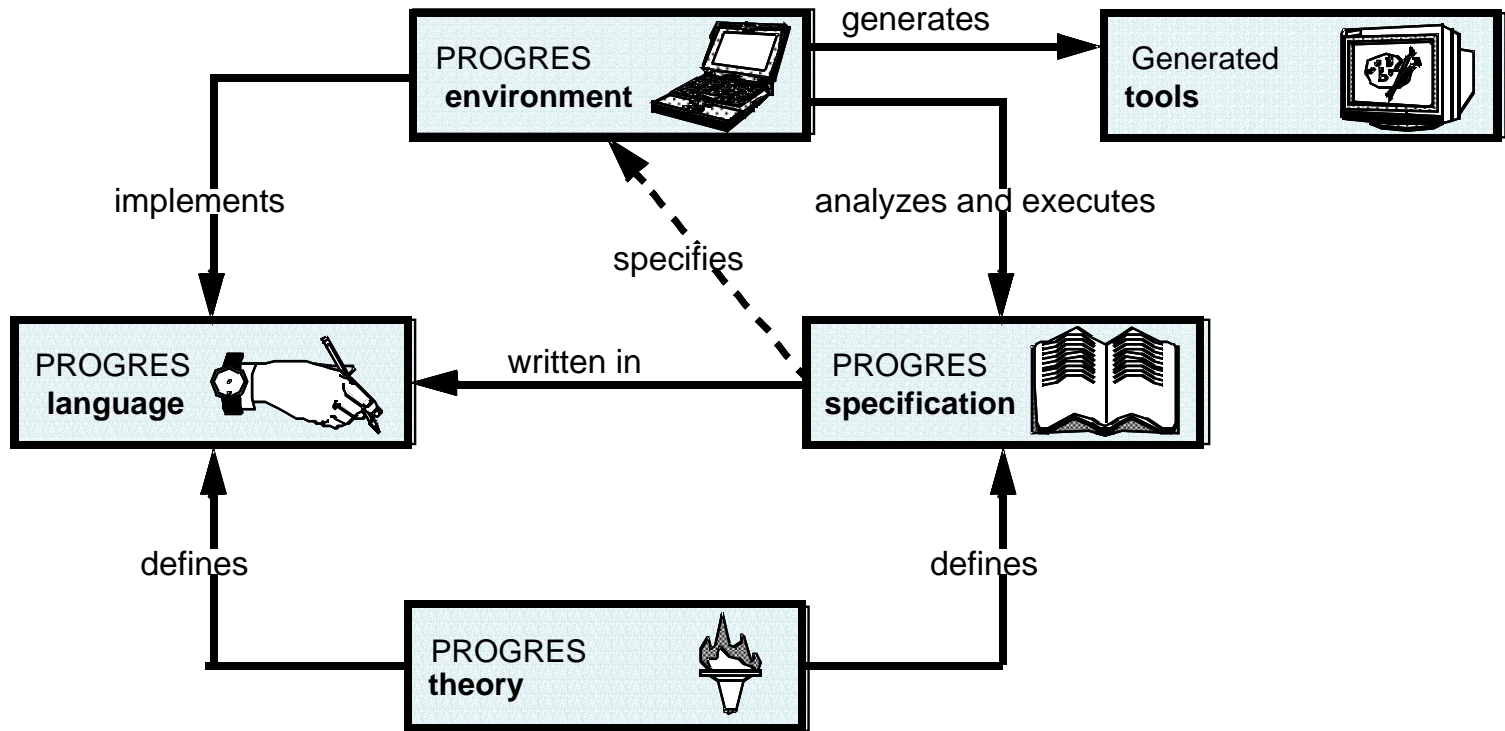 generates
PROGRES
environment
Generated
tools
implements
analyzes and executes
specifies
PROGRES
language
written in
PROGRES
specification
defines
defines
PROGRES
theory